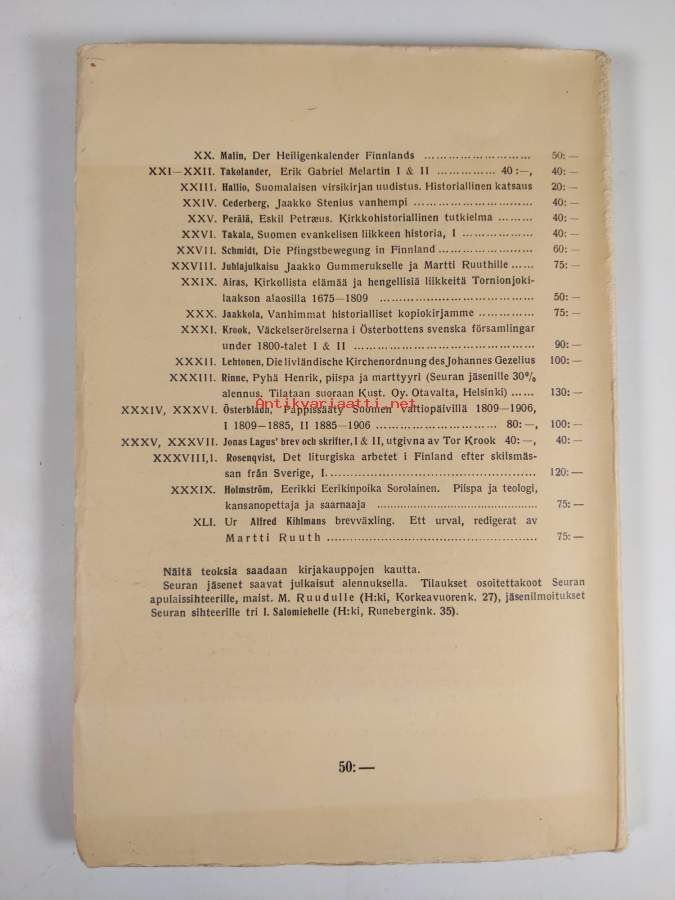 XX. Malin, Der Heiligenkalender Finnlands ........................... 50: —
XXI—XXII. Takolander, Erik Gabriel Melartin I & II ............... 40 :—, 40: —
XXIII. Hallio, Suomalaisen virsikirjan uudistus. Historiallinen katsaus 20: —
XXIV. Cederberg, Jaakko Stenius vanhempi .............................. 40: —
XXV. Perälä, Eskil Petræus. Kirkkohistoriallinen tutkielma ......... 40: —
XXVI. Takala, Suomen evankelisen liikkeen historia, I .................. 40: —
XXVII. Schmidt, Die Pfingstbewegung in Finnland ........................ 60: —
XXVIII. Juhlajulkaisu Jaakko Gummerukselle ja Martti Ruuthille ...... 75: —
XXIX. Airas, Kirkollista elämää ja hengellisiä liikkeitä Tornionjoki-
laakson alaosilla 1675—1809 ....................................... 50: —
XXX. Jaakkola, Vanhimmat historialliset kopiokirjamme ............... 75: —
XXXI. Krook, Väckelserörelserna i Österbottens svenska församlingar
under 1800-talet I & II ............................................. 90: —
XXXII. Lehtonen, Die livländische Kirchenordnung des Johannes Gezelius 100: —
XXXIII. Rinne, Pyhä Henrik, piispa ja marttyyri (Seuran jäsenille 30%
alennus. Tilataan suoraan Kust. Oy. Otavalta, Helsinki) ... 130: —
Antikvariaatti.net
XXXIV, XXXVI. Österbladh, Pappissääty Suomen valtiopäivillä 1809—1906,
I 1809—1885, II 1885—1906 ........................ 80: —, 100: —
XXXV, XXXVII. Jonas Lagus' brev och skrifter, I & II, utgivna av Tor Krook 40: —, 40: —
XXXVIII,1. Rosenqvist, Det liturgiska arbetet i Finland efter skilsmäs-
san från Sverige, I. ................................................... 120: —
XXXIX. Holmström, Eerikki Eerikinpoika Sorolainen. Piispa ja teologi,
kansanopettaja ja saarnaaja ........................................ 75: —
XLI. Ur Alfred Kihlmans brevväxling. Ett urval, redigerat av
Martti Ruuth ....................................................... 75: —
Näitä teoksia saadaan kirjakauppojen kautta.
Seuran jäsenet saavat julkaisut alennuksella. Tilaukset osoitettakoot Seuran
apulaissihteerille, maist. M. Ruudulle (H:ki, Korkeavuorenk. 27), jäsenilmoitukset
Seuran sihteerille tri I. Salomiehelle (H:ki, Runebergink. 35).
50: —